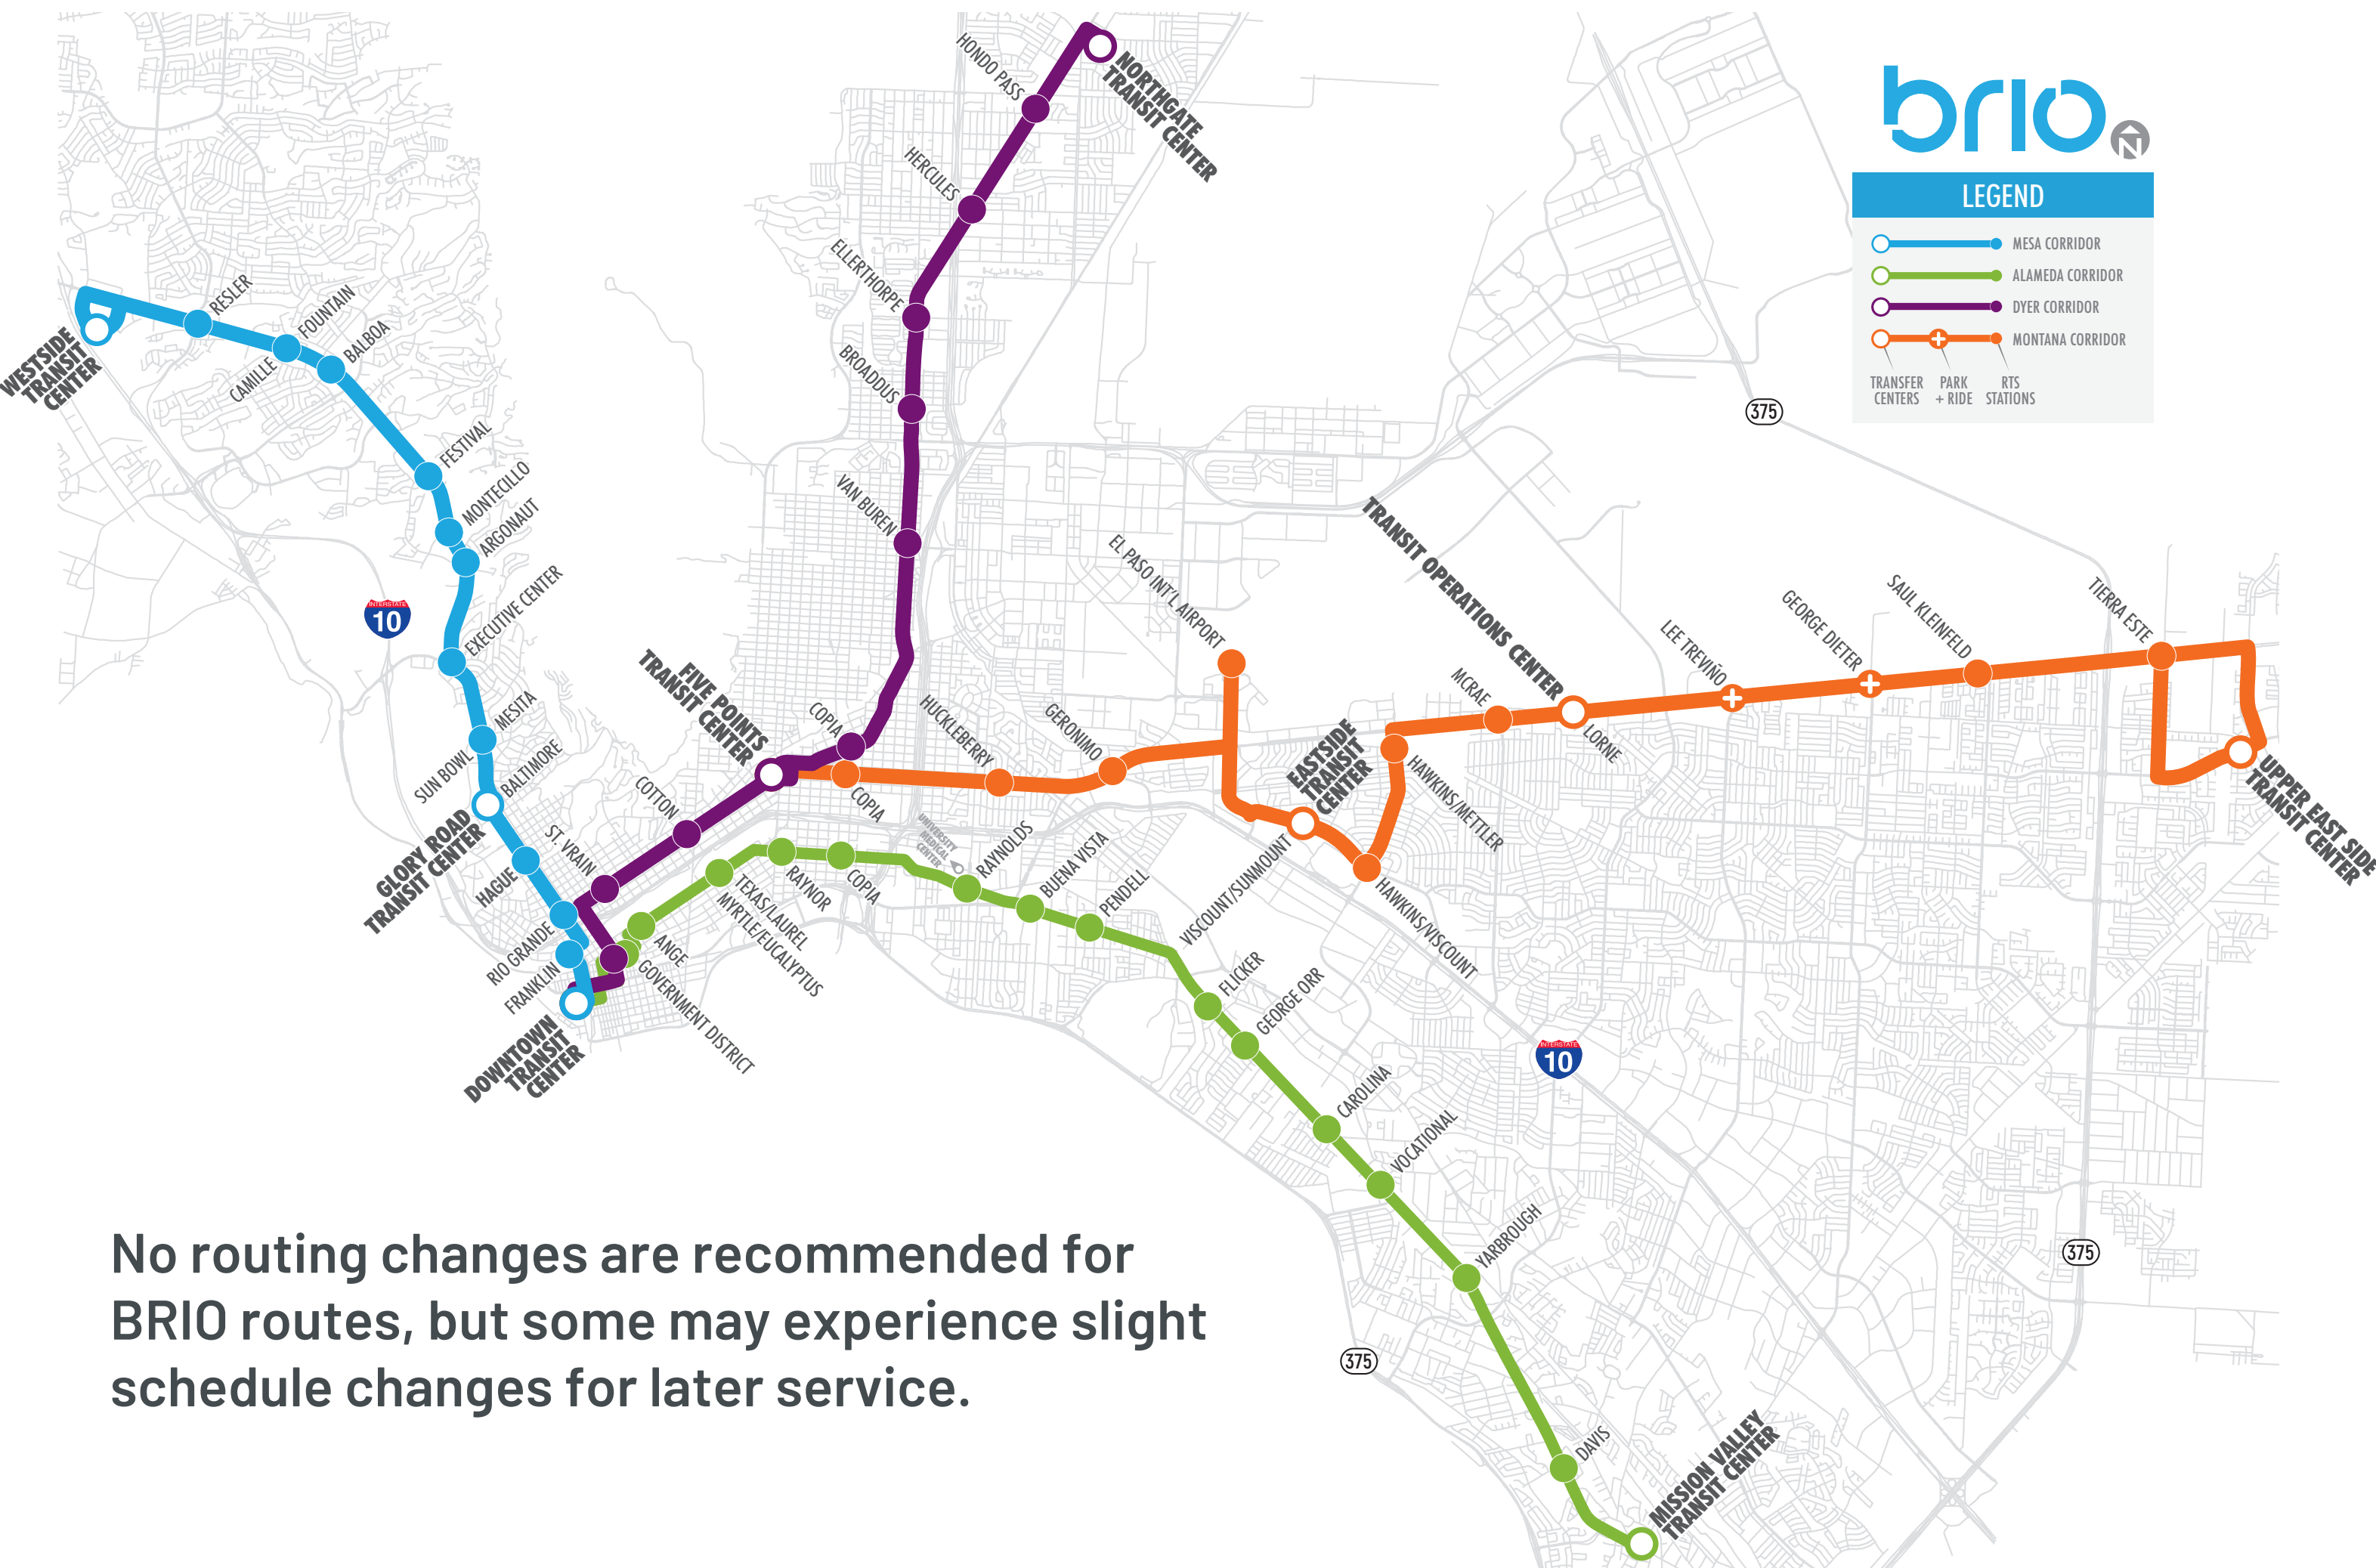 brio
N
LEGEND
MESA CORRIDOR
ALAMEDA CORRIDOR
DYER CORRIDOR
MONTANA CORRIDOR
TRANSFER
CENTERS
PARK
+ RIDE
RTS
STATIONS
HONDO PASS
NORTHGATE
TRANSIT CENTER
HERCULES
ELLERTHORPE
BROADDUS
VAN BUREN
WESTSIDE
TRANSIT
CENTER
RESLER
FOUNTAIN
CAMILLE
BALBOA
FESTIVAL
MONTECILLO
ARGONAUT
EXECUTIVE CENTER
INTERSTATE
10
MESITA
SUN BOWL
BALTIMORE
GLORY ROAD
TRANSIT CENTER
HAGUE
RIO GRANDE
FRANKLIN
DOWNTOWN
TRANSIT
CENTER
ST. VRAIN
COTTON
FIVE POINTS
TRANSIT CENTER
COPIA
COPIA
HUCKLEBERRY
GERONIMO
EL PASO INT'L AIRPORT
EASTSIDE
TRANSIT
CENTER
VISCOUNT/SUNMOUNT
HAWKINS/VISCOUNT
HAWKINS/METTLER
MCRAE
TRANSIT OPERATIONS CENTER
LORNE
LEE TREVIÑO
GEORGE DIETER
SAUL KLEINFELD
TIERRA ESTE
UPPER EAST SIDE
TRANSIT CENTER
375
GOVERNMENT DISTRICT
ANGE
TEXAS/LAUREL
MYRTLE/EUCALYPTUS
RAYNOR
COPIA
UNIVERSITY
MEDICAL
CENTER
RAYNOLDS
BUENA VISTA
PENDELL
FLICKER
GEORGE ORR
CAROLINA
VOCATIONAL
YARBROUGH
DAVIS
MISSION VALLEY
TRANSIT CENTER
INTERSTATE
10
375
375
No routing changes are recommended for
BRIO routes, but some may experience slight
schedule changes for later service.